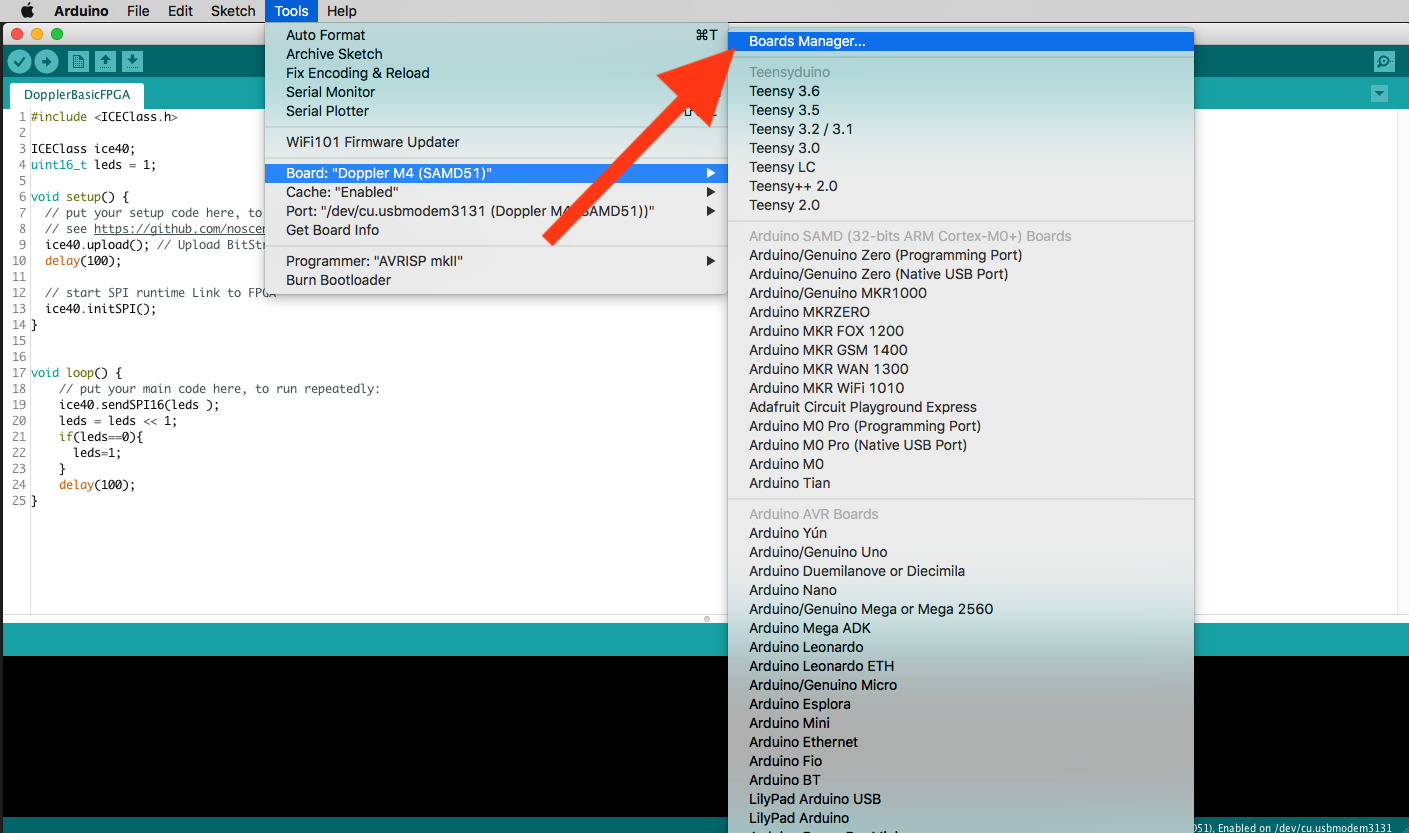 Arduino File Edit Sketch Tools Help
DopplerBasicFPGA
1 #include <ICEClass.h>
2
3 ICEClass ice40;
4 uint16_t leds = 1;
5
6 void setup() {
7 // put your setup code here, to
8 // see https://github.com/noscen
9 ice40.upload(); // Upload BitStr
10 delay(100);
11
12 // start SPI runtime Link to FPGA
13 ice40.initSPI();
14 }
15
16
17 void loop() {
18 // put your main code here, to run repeatedly:
19 ice40.sendSPI16(leds );
20 leds = leds << 1;
21 if(leds==0){
22 leds=1;
23 }
24 delay(100);
25 }
Auto Format ⌘T
Archive Sketch
Fix Encoding & Reload
Serial Monitor
Serial Plotter
WiFi101 Firmware Updater
Board: "Doppler M4 (SAMD51)"
Cache: "Enabled"
Port: "/dev/cu.usbmodem3131 (Doppler M4 (SAMD51))"
Get Board Info
Programmer: "AVRISP mkII"
Burn Bootloader
Boards Manager...
Teensyduino
Teensy 3.6
Teensy 3.5
Teensy 3.2 / 3.1
Teensy 3.0
Teensy LC
Teensy++ 2.0
Teensy 2.0
Arduino SAMD (32-bits ARM Cortex-M0+) Boards
Arduino/Genuino Zero (Programming Port)
Arduino/Genuino Zero (Native USB Port)
Arduino/Genuino MKR1000
Arduino MKRZERO
Arduino MKR FOX 1200
Arduino MKR GSM 1400
Arduino MKR WAN 1300
Arduino MKR WiFi 1010
Adafruit Circuit Playground Express
Arduino M0 Pro (Programming Port)
Arduino M0 Pro (Native USB Port)
Arduino M0
Arduino Tian
Arduino AVR Boards
Arduino Yún
Arduino/Genuino Uno
Arduino Duemilanove or Diecimila
Arduino Nano
Arduino/Genuino Mega or Mega 2560
Arduino Mega ADK
Arduino Leonardo
Arduino Leonardo ETH
Arduino/Genuino Micro
Arduino Esplora
Arduino Mini
Arduino Ethernet
Arduino Fio
Arduino BT
LilyPad Arduino USB
LilyPad Arduino
D51), Enabled on /dev/cu.usbmodem3131